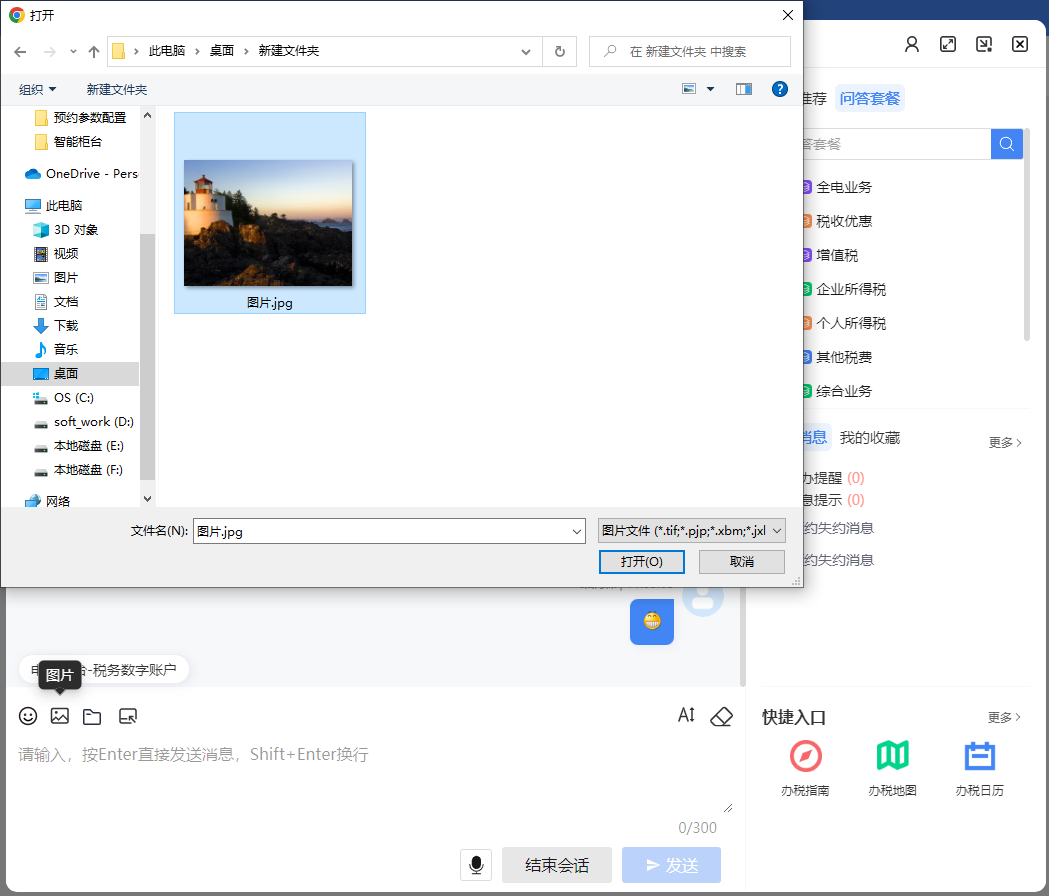 打开
此电脑 › 桌面 › 新建文件夹
在 新建文件夹 中搜索
组织
新建文件夹
预约参数配置
智能柜台
OneDrive - Pers
此电脑
3D 对象
视频
图片
文档
下载
音乐
桌面
OS (C:)
soft_work (D:)
本地磁盘 (E:)
本地磁盘 (F:)
网络
图片.jpg
文件名(N):
图片.jpg
图片文件 (*.tif;*.pjp;*.xbm;*.jxl
打开(O)
取消
推荐
问答套餐
答套餐
全电业务
税收优惠
增值税
企业所得税
个人所得税
其他税费
综合业务
消息
我的收藏
更多
办提醒 (0)
息提示 (0)
约失约消息
约失约消息
-税务数字账户
图片
请输入，按Enter直接发送消息，Shift+Enter换行
0/300
结束会话
发送
快捷入口
更多
办税指南
办税地图
办税日历